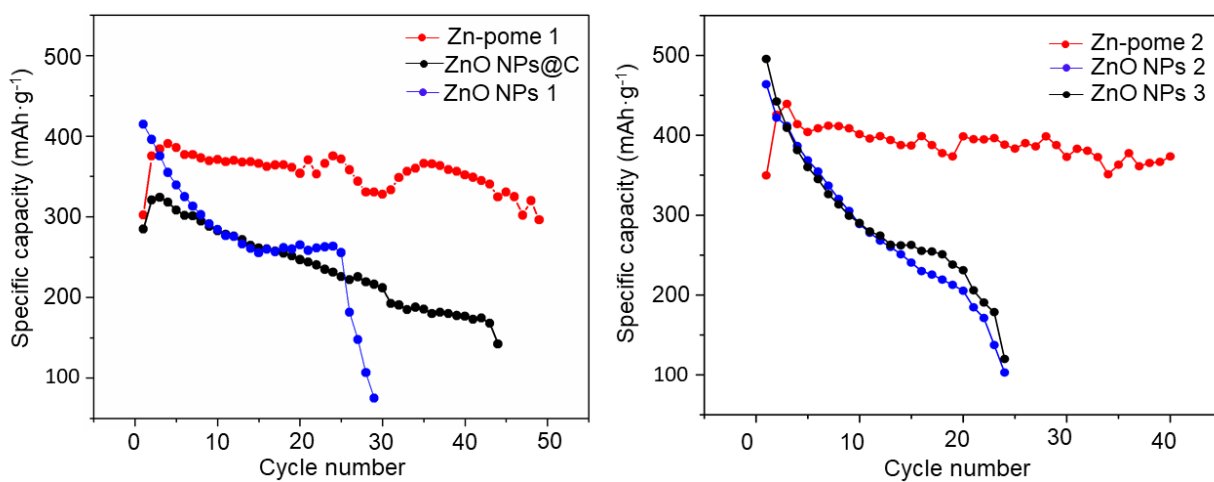 Specific capacity (mAh·g⁻¹)
500
400
300
200
100
Zn-pome 1
ZnO NPs@C
ZnO NPs 1
0 10 20 30 40 50
Cycle number
Specific capacity (mAh·g⁻¹)
500
400
300
200
100
Zn-pome 2
ZnO NPs 2
ZnO NPs 3
0 10 20 30 40
Cycle number